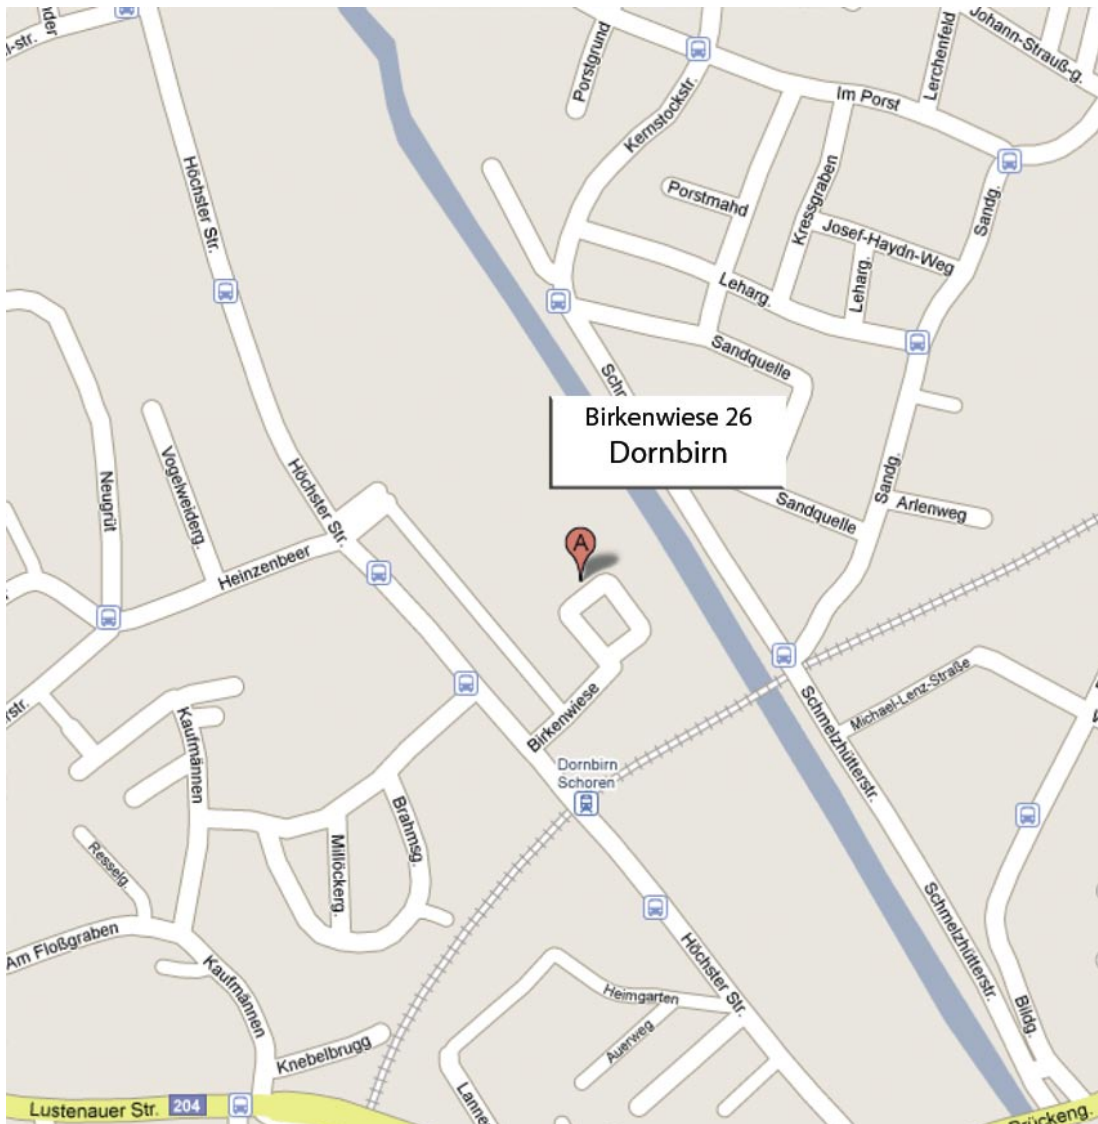 Höchster Str.
Porstgrund
Kernstockstr.
Im Porst
Lerchenfeld
Johann-Strauß-g.
Porstmahd
Kressgraben
Sandg.
Josef-Haydn-Weg
Leharg.
Leharg.
Sandquelle
Birkenwiese 26
Dornbirn
A
Neugrüt
Vogelweiderg.
Höchster Str.
Heinzenbeer
Sandg.
Sandquelle
Arlenweg
Birkenwiese
Dornbirn
Schoren
Michael-Lenz-Straße
Schmelzhütterstr.
Kaufmännen
Brahmsg.
Millöckerg.
Resselg.
Am Floßgraben
Kaufmännen
Höchster Str.
Schmelzhütterstr.
Heimgarten
Auerweg
Bildg.
Knebelbrugg
Lustenauer Str. 204